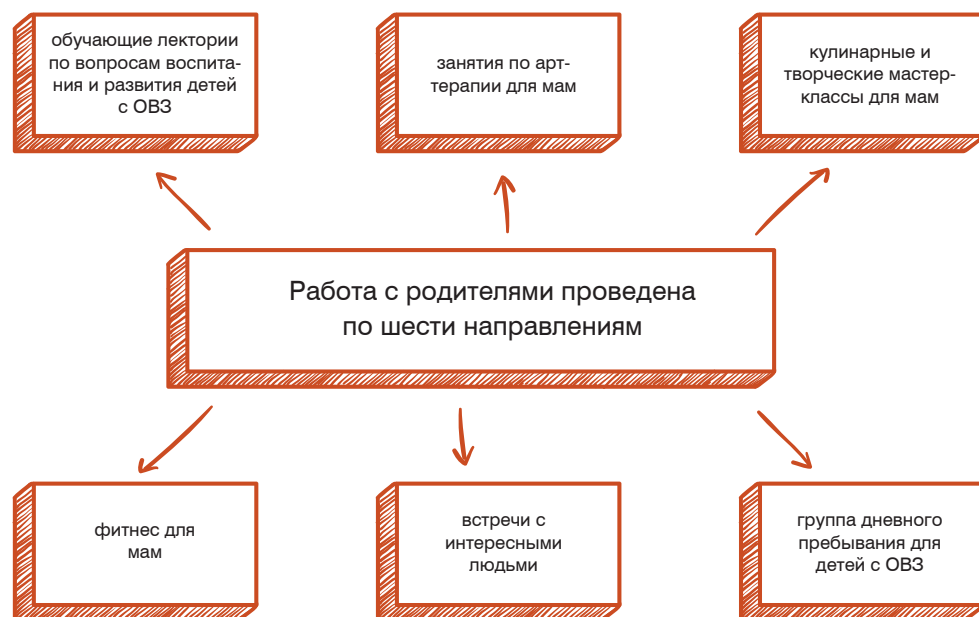 обучающие лектории
по вопросам воспита-
ния и развития детей
с ОВЗ
занятия по арт-
терапии для мам
кулинарные и
творческие мастер-
классы для мам
Работа с родителями проведена
по шести направлениям
фитнес для
мам
встречи с
интересными
людьми
группа дневного
пребывания для
детей с ОВЗ